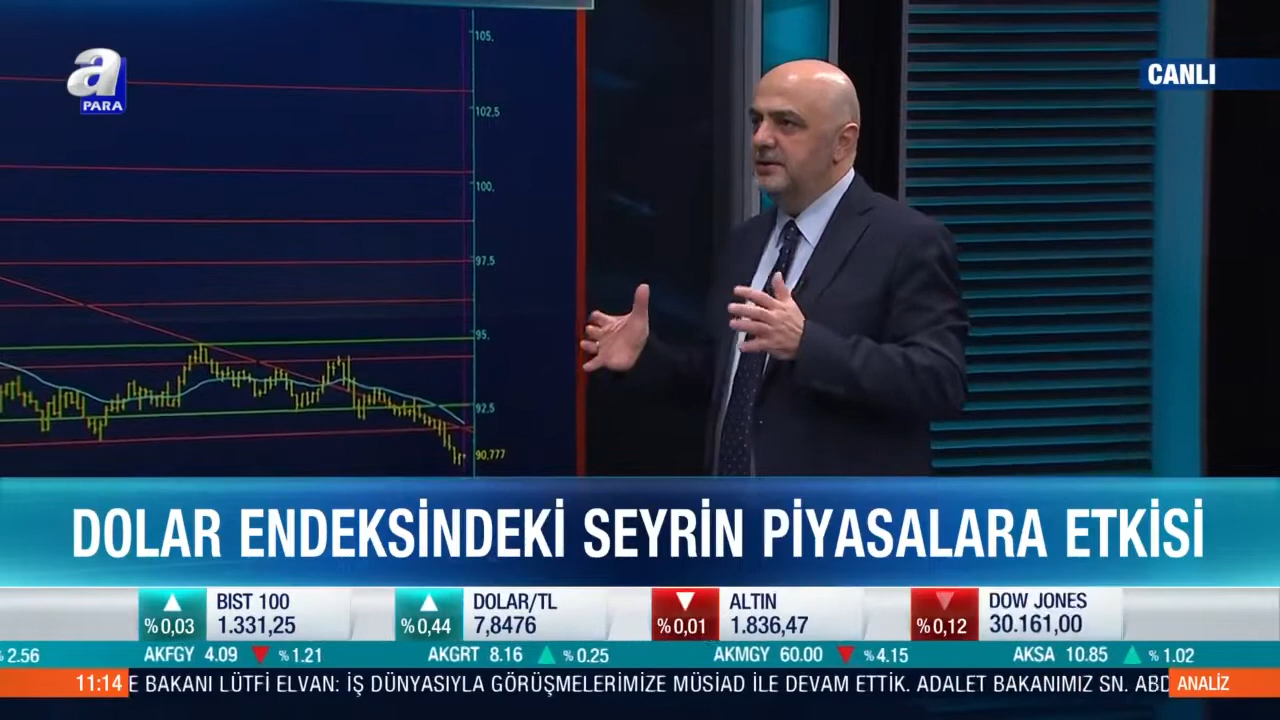 a
PARA
CANLI
105,
102,5
100,
97,5
95,
92,5
90,777
DOLAR ENDEKSİNDEKİ SEYRİN PİYASALARA ETKİSİ
%0,03 BIST 100 1.331,25
%0,44 DOLAR/TL 7,8476
%0,01 ALTIN 1.836,47
%0,12 DOW JONES 30.161,00
2.56 AKFGY 4.09 %1.21 AKGRT 8.16 %0.25 AKMGY 60.00 %4.15 AKSA 10.85 %1.02
11:14 E BAKANI LÜTFİ ELVAN: İŞ DÜNYASIYLA GÖRÜŞMELERİMİZE MÜSİAD İLE DEVAM ETTİK. ADALET BAKANIMIZ SN. ABD ANALİZ